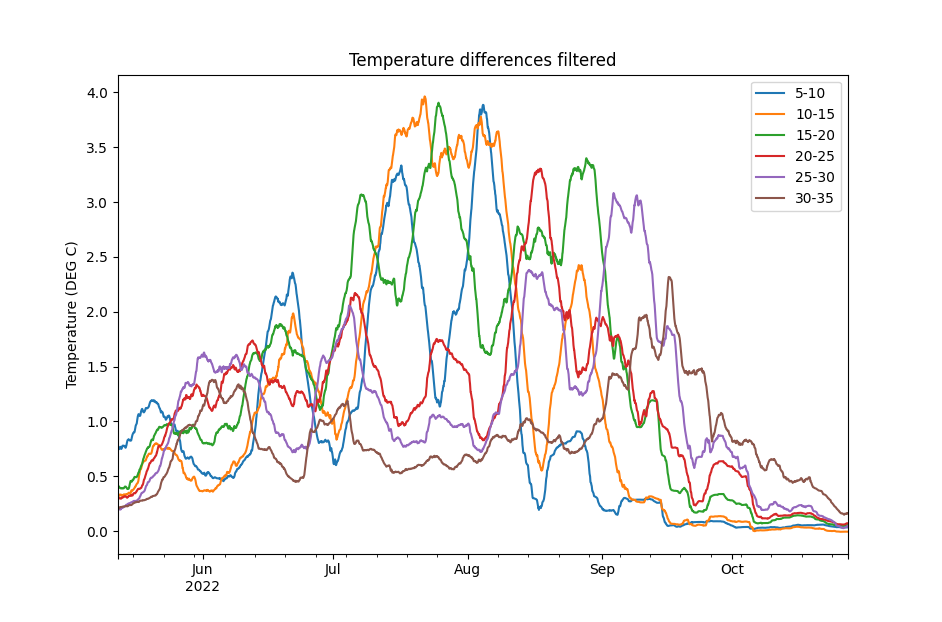 Temperature differences filtered
Temperature (DEG C)
4.0
3.5
3.0
2.5
2.0
1.5
1.0
0.5
0.0
5-10
10-15
15-20
20-25
25-30
30-35
Jun
2022
Jul
Aug
Sep
Oct